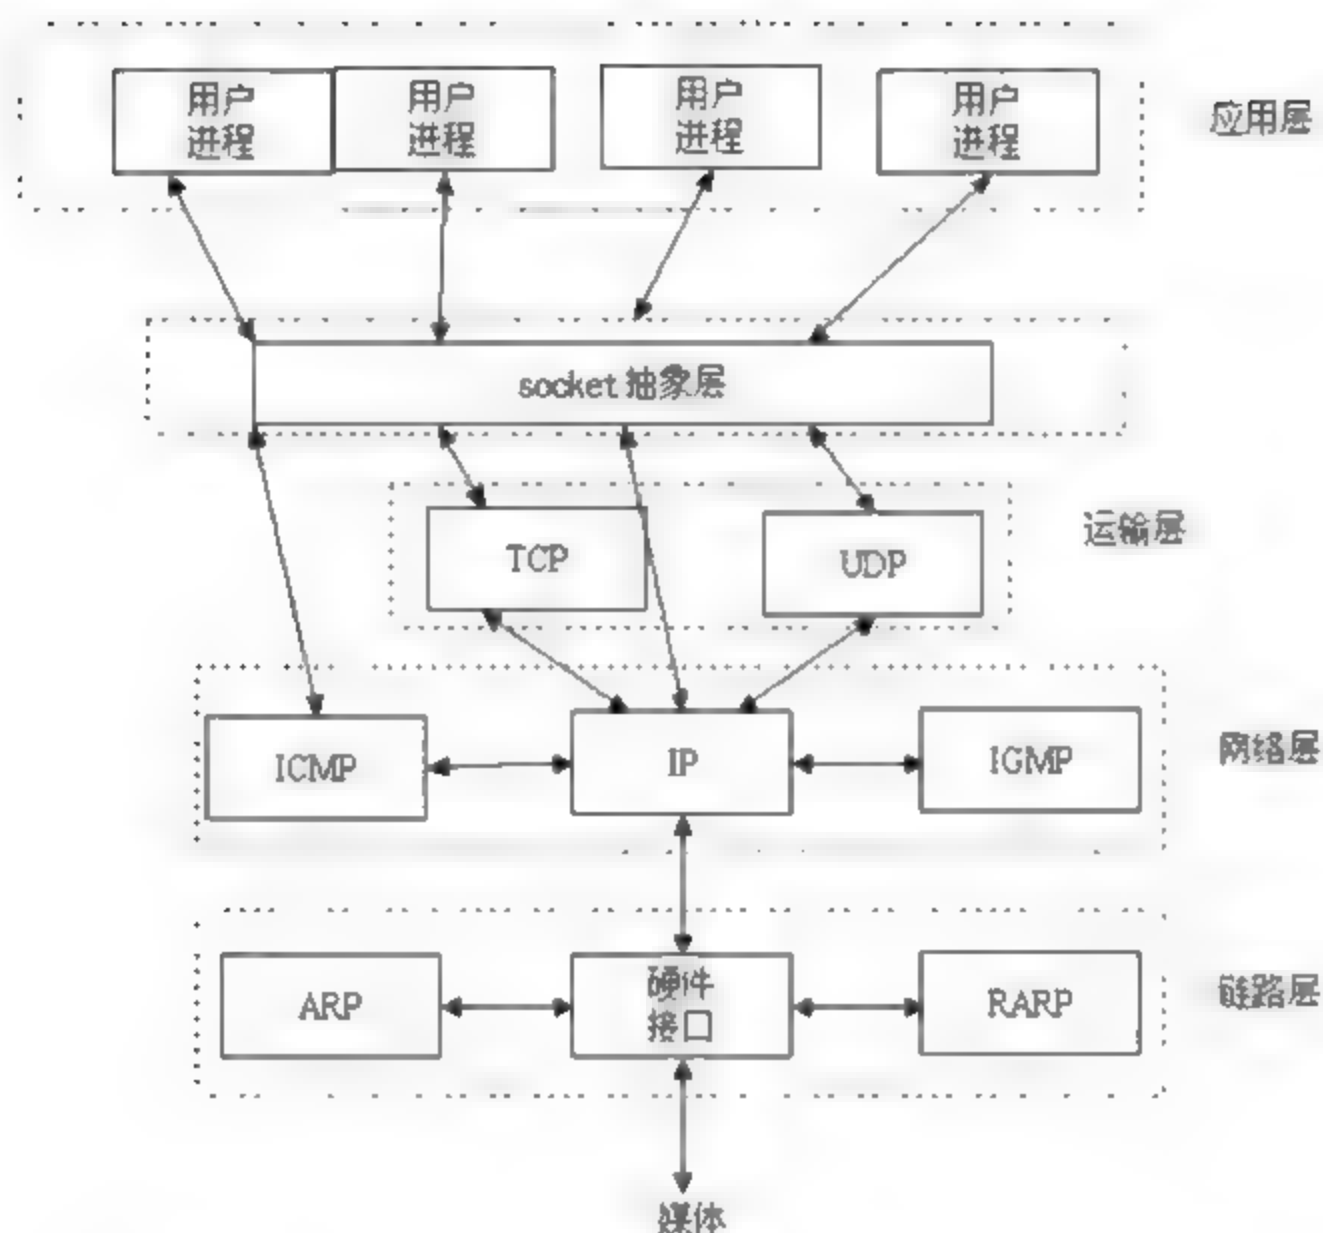 用户
进程
用户
进程
用户
进程
用户
进程
应用层
socket 抽象层
TCP
UDP
运输层
ICMP
IP
IGMP
网络层
ARP
硬件
接口
RARP
链路层
媒体